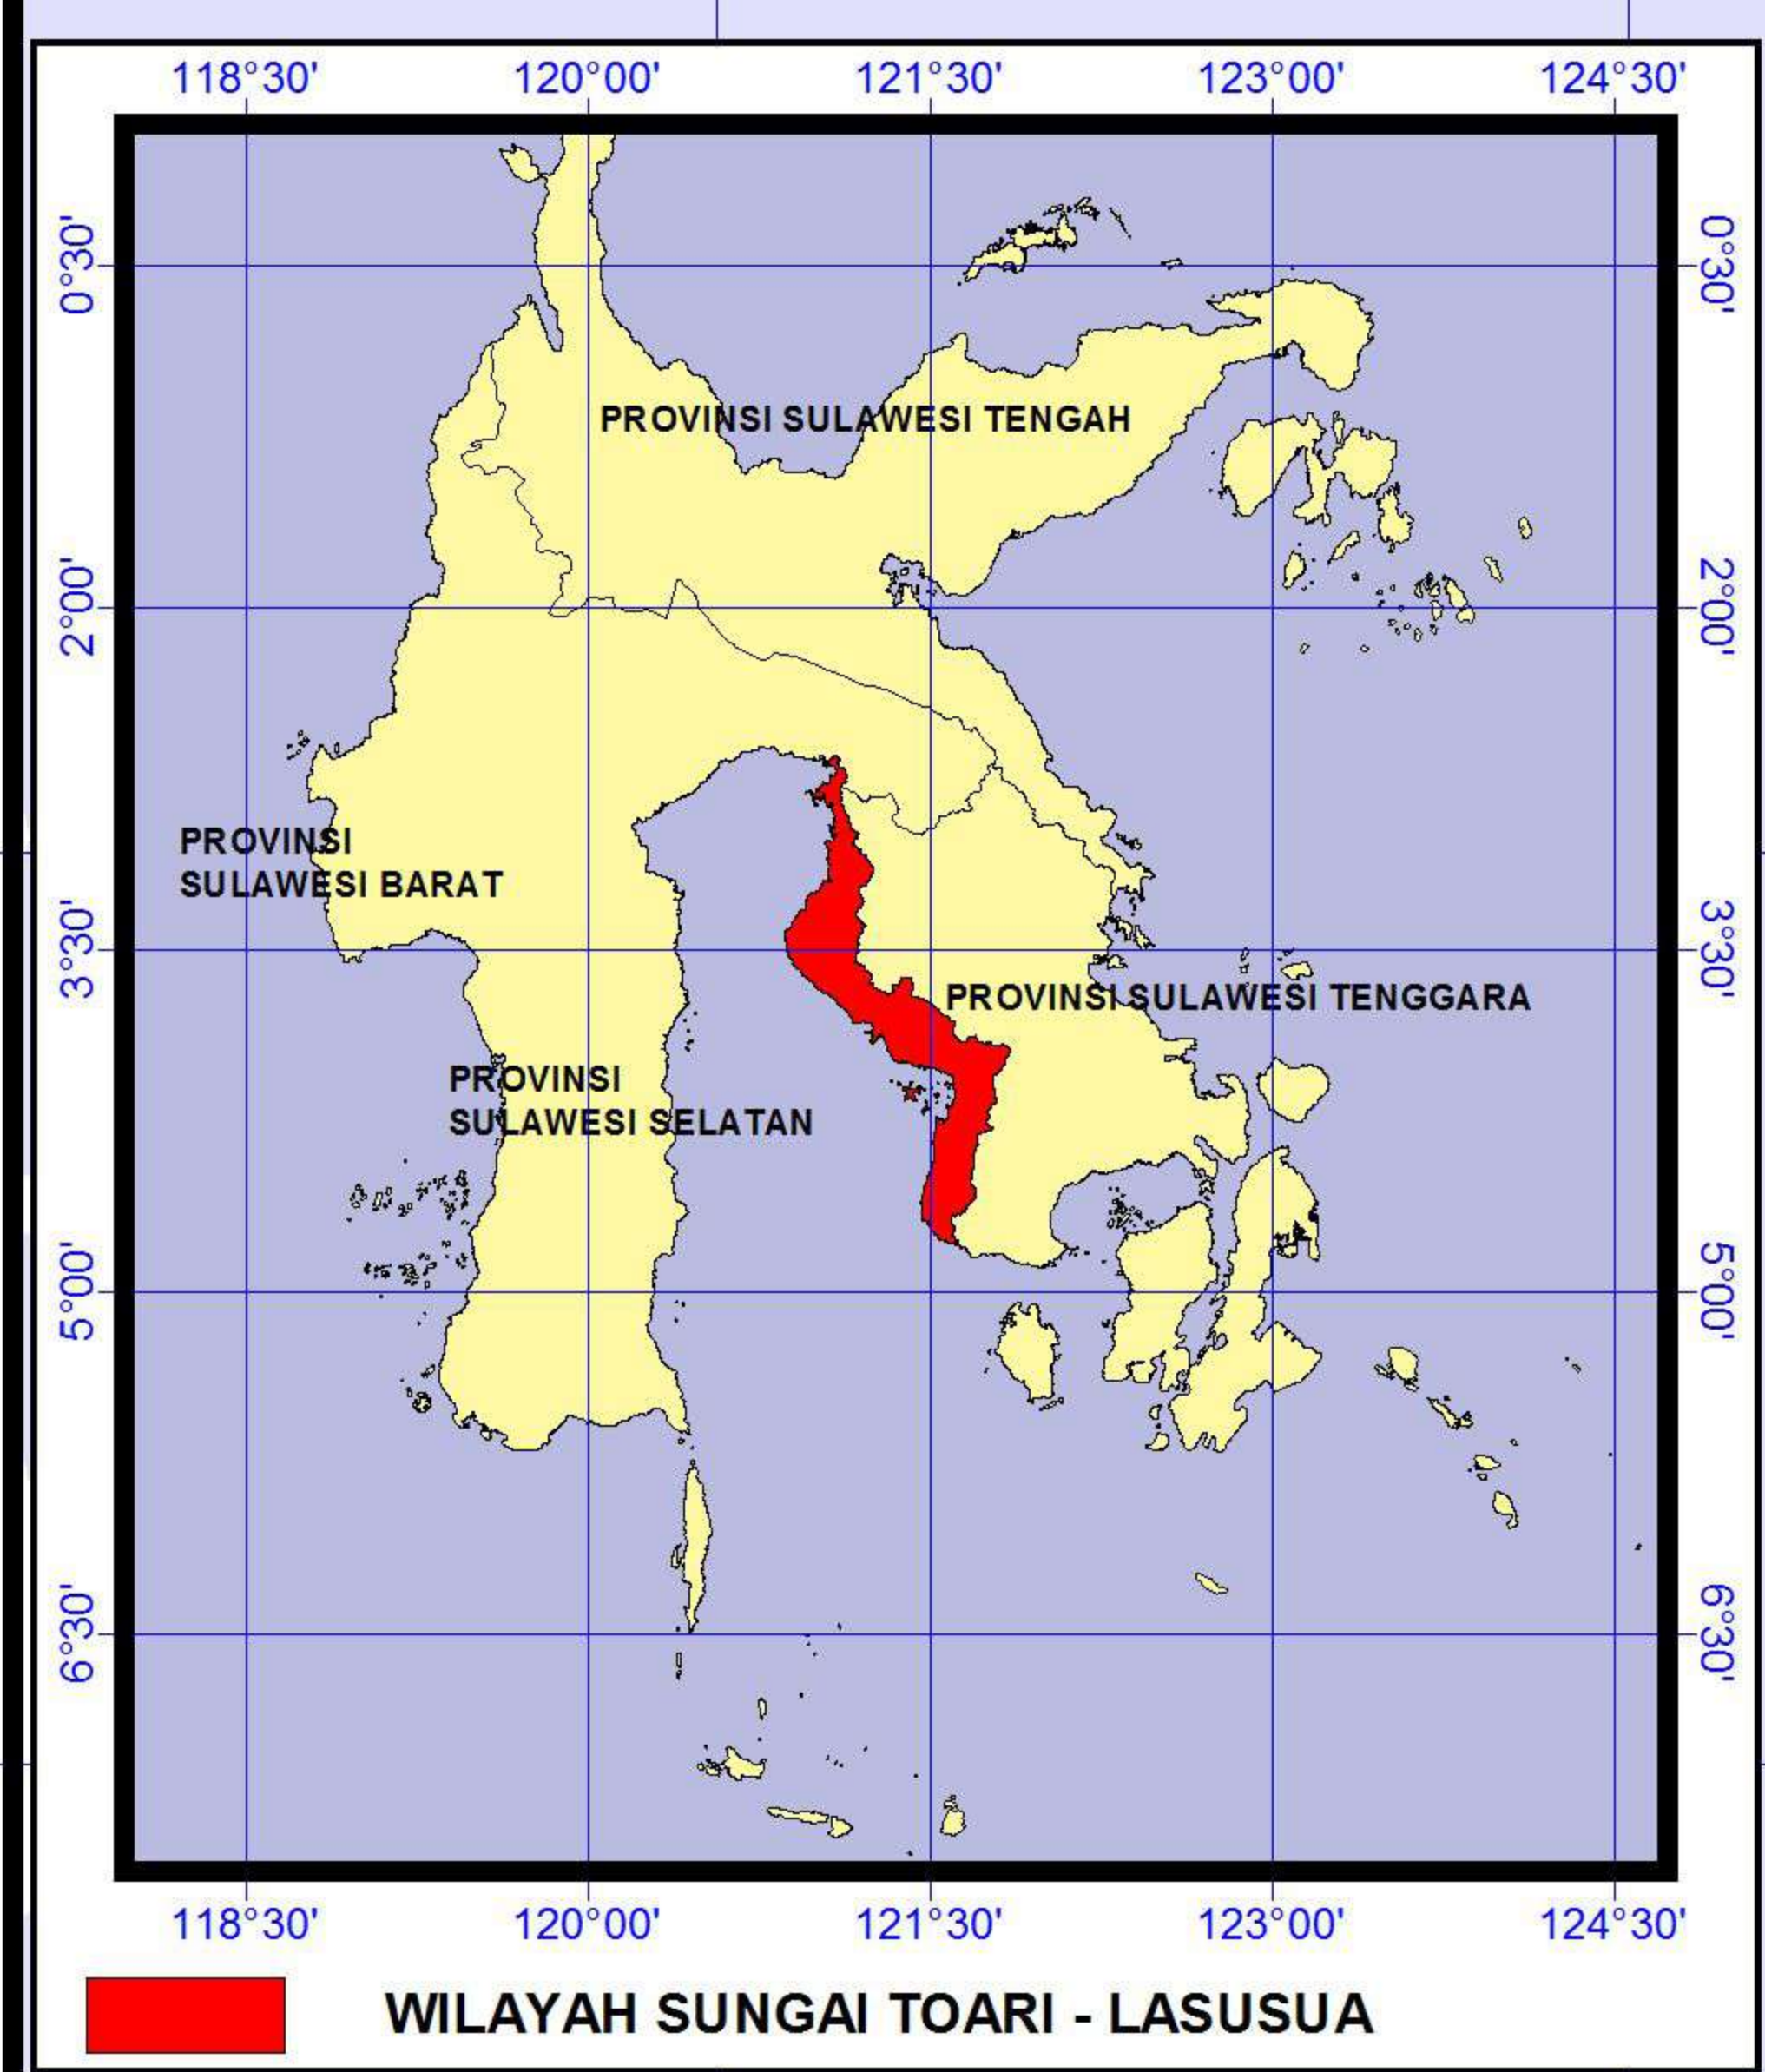 118°30' 120°00' 121°30' 123°00' 124°30'
0°30' 0°30'
PROVINSI SULAWESI TENGAH
2°00' 2°00'
PROVINSI
SULAWESI BARAT
3°30' 3°30'
PROVINSI SULAWESI TENGGARA
PROVINSI
SULAWESI SELATAN
5°00' 5°00'
6°30' 6°30'
118°30' 120°00' 121°30' 123°00' 124°30'
WILAYAH SUNGAI TOARI - LASUSUA